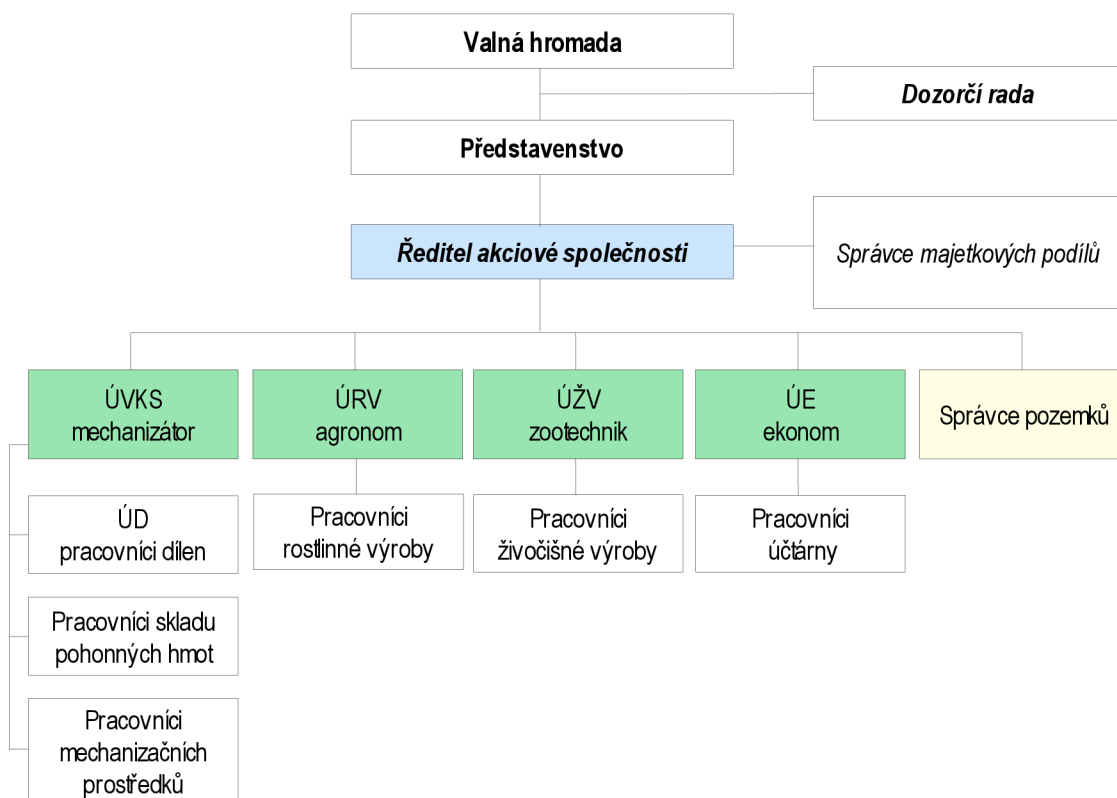 Valná hromada
Dozorčí rada
Představenstvo
Ředitel akciové společnosti
Správce majetkových podílů
ÚVKS
mechanizátor
ÚRV
agronom
ÚŽV
zootechnik
ÚE
ekonom
Správce pozemků
ÚD
pracovníci dílen
Pracovníci
rostlinné výroby
Pracovníci
živočišné výroby
Pracovníci
účtárny
Pracovníci skladu
pohonných hmot
Pracovníci
mechanizačních
prostředků